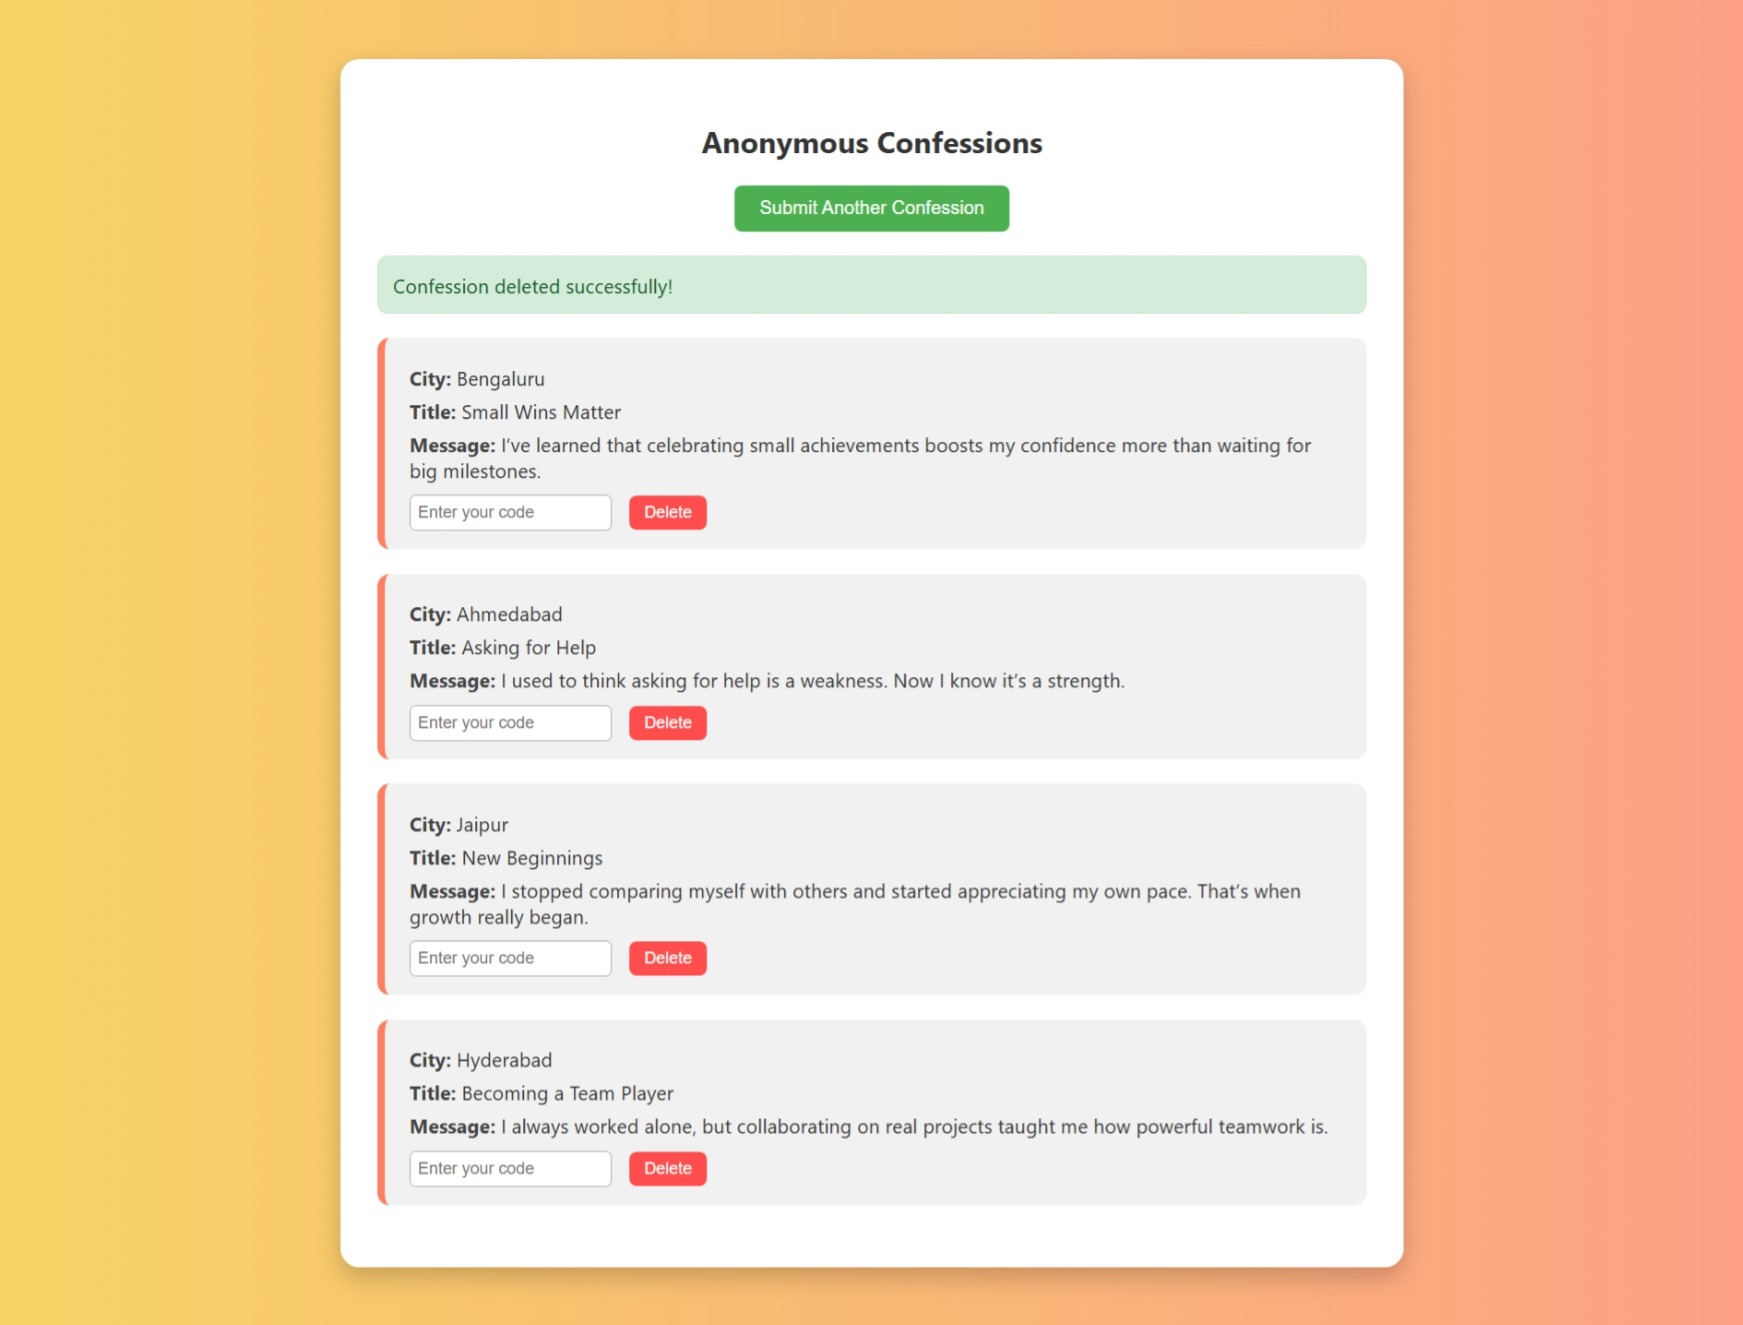 Anonymous Confessions
Submit Another Confession
Confession deleted successfully!
City: Bengaluru
Title: Small Wins Matter
Message: I’ve learned that celebrating small achievements boosts my confidence more than waiting for
big milestones.
Enter your code Delete
City: Ahmedabad
Title: Asking for Help
Message: I used to think asking for help is a weakness. Now I know it’s a strength.
Enter your code Delete
City: Jaipur
Title: New Beginnings
Message: I stopped comparing myself with others and started appreciating my own pace. That’s when
growth really began.
Enter your code Delete
City: Hyderabad
Title: Becoming a Team Player
Message: I always worked alone, but collaborating on real projects taught me how powerful teamwork is.
Enter your code Delete